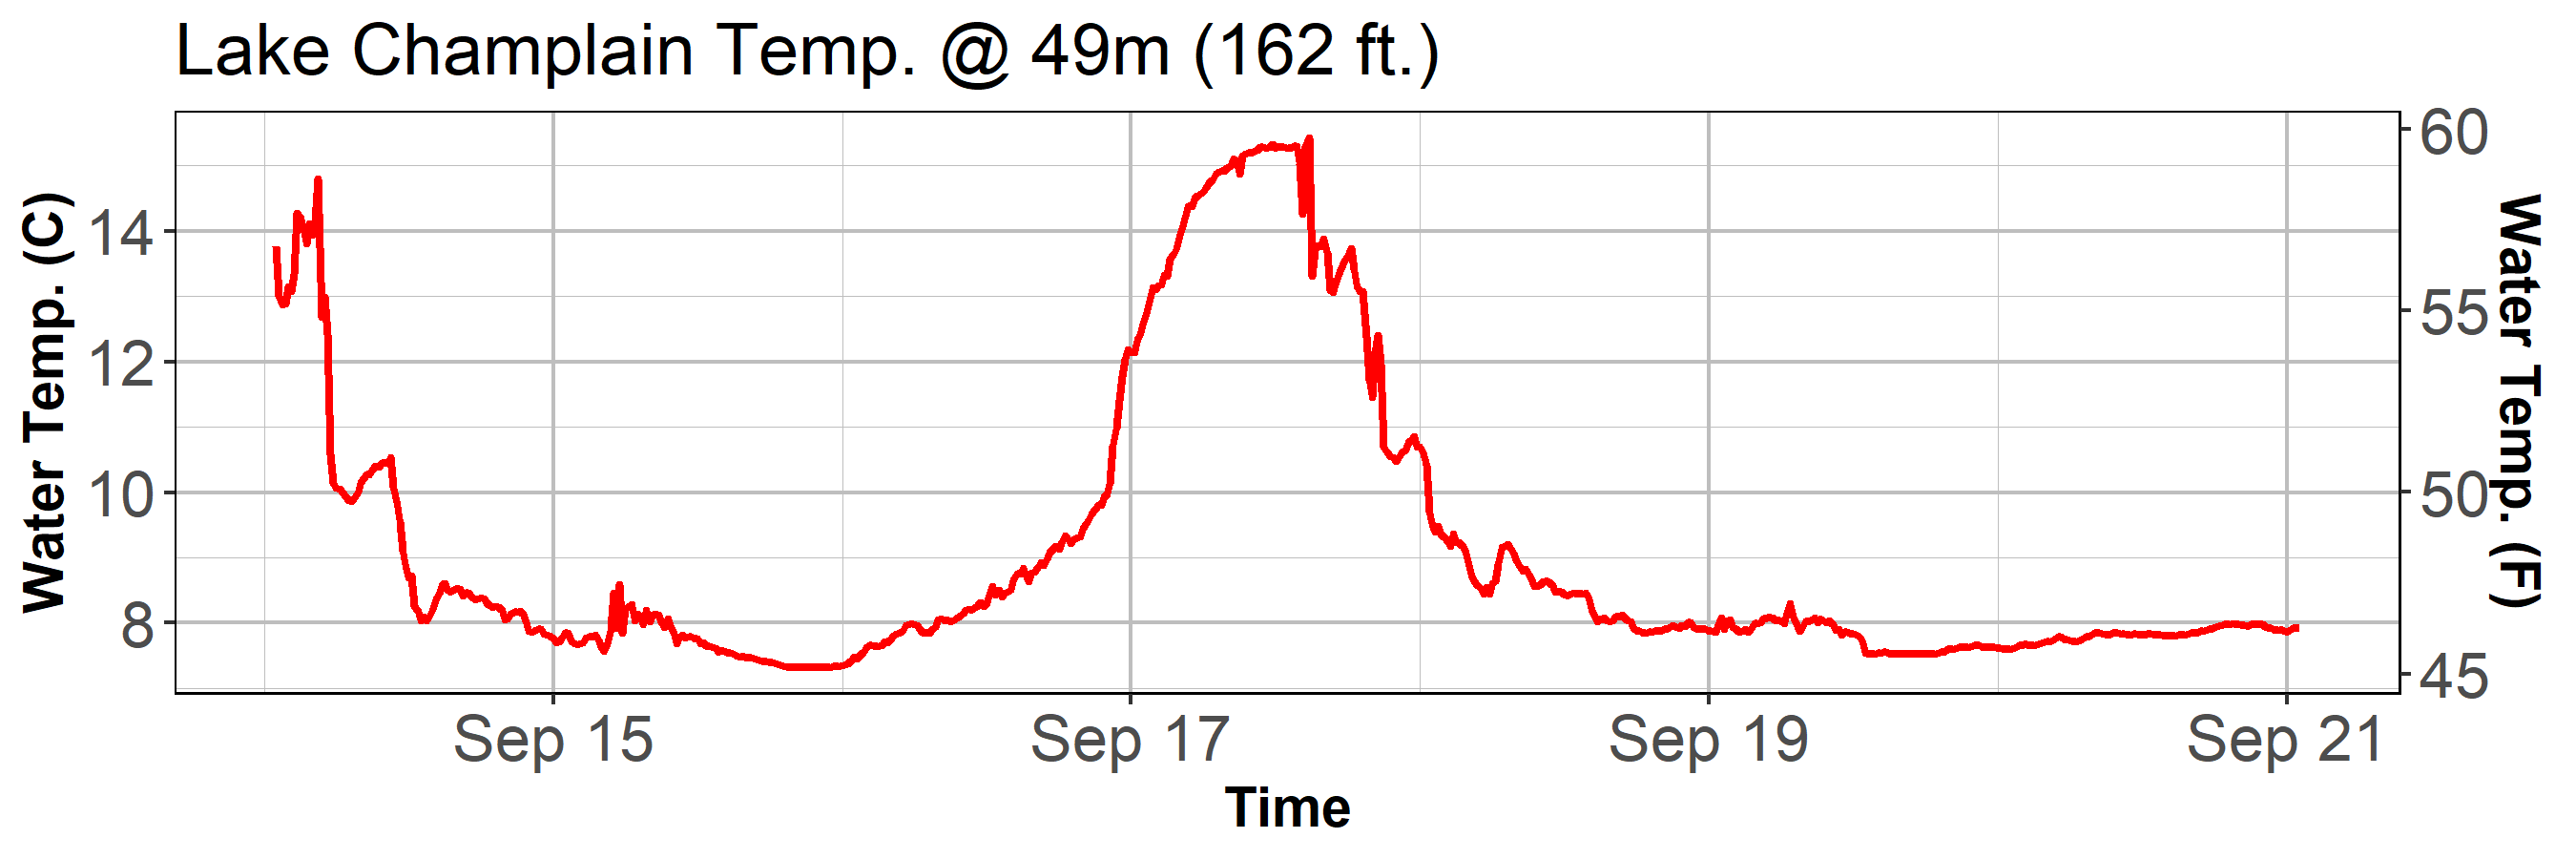 Lake Champlain Temp. @ 49m (162 ft.)
Water Temp. (C)
14
12
10
8
60
55
50
45
Water Temp. (F)
Sep 15
Sep 17
Sep 19
Sep 21
Time